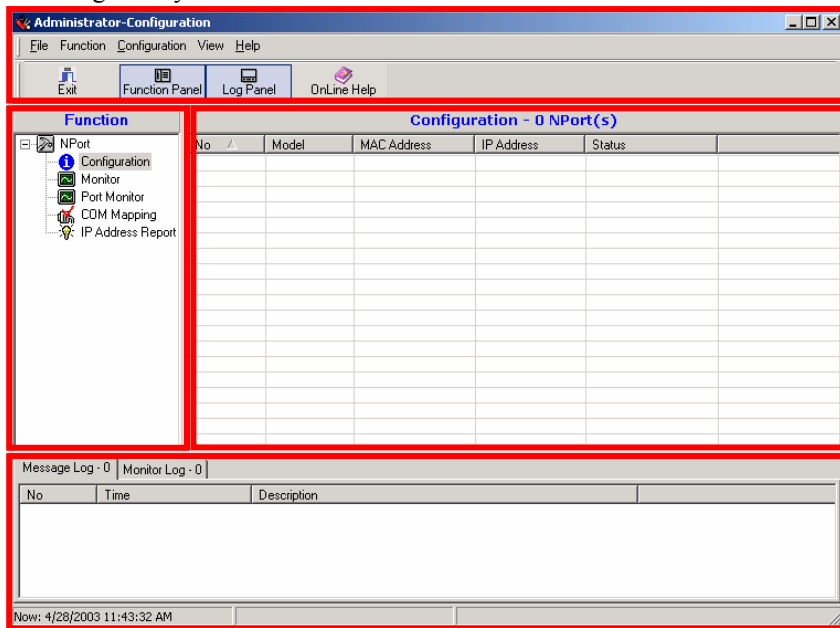 Administrator-Configuration
File Function Configuration View Help
Exit Function Panel Log Panel OnLine Help
Function
NPort
Configuration
Monitor
Port Monitor
COM Mapping
IP Address Report
Configuration - 0 NPort(s)
No Model MAC Address IP Address Status
Message Log - 0 Monitor Log - 0
No Time Description
Now: 4/28/2003 11:43:32 AM